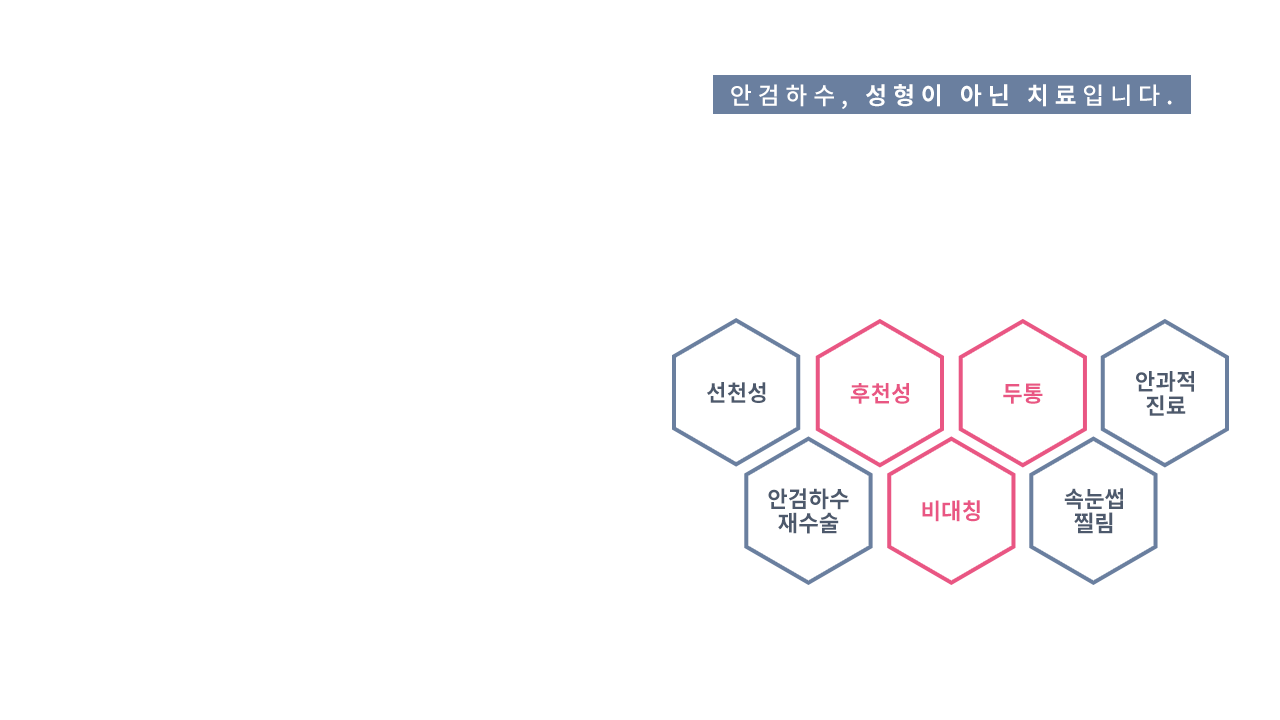 안검하수, 성형이 아닌 치료입니다.
선천성
후천성
두통
안과적
진료
안검하수
재수술
비대칭
속눈썹
찔림